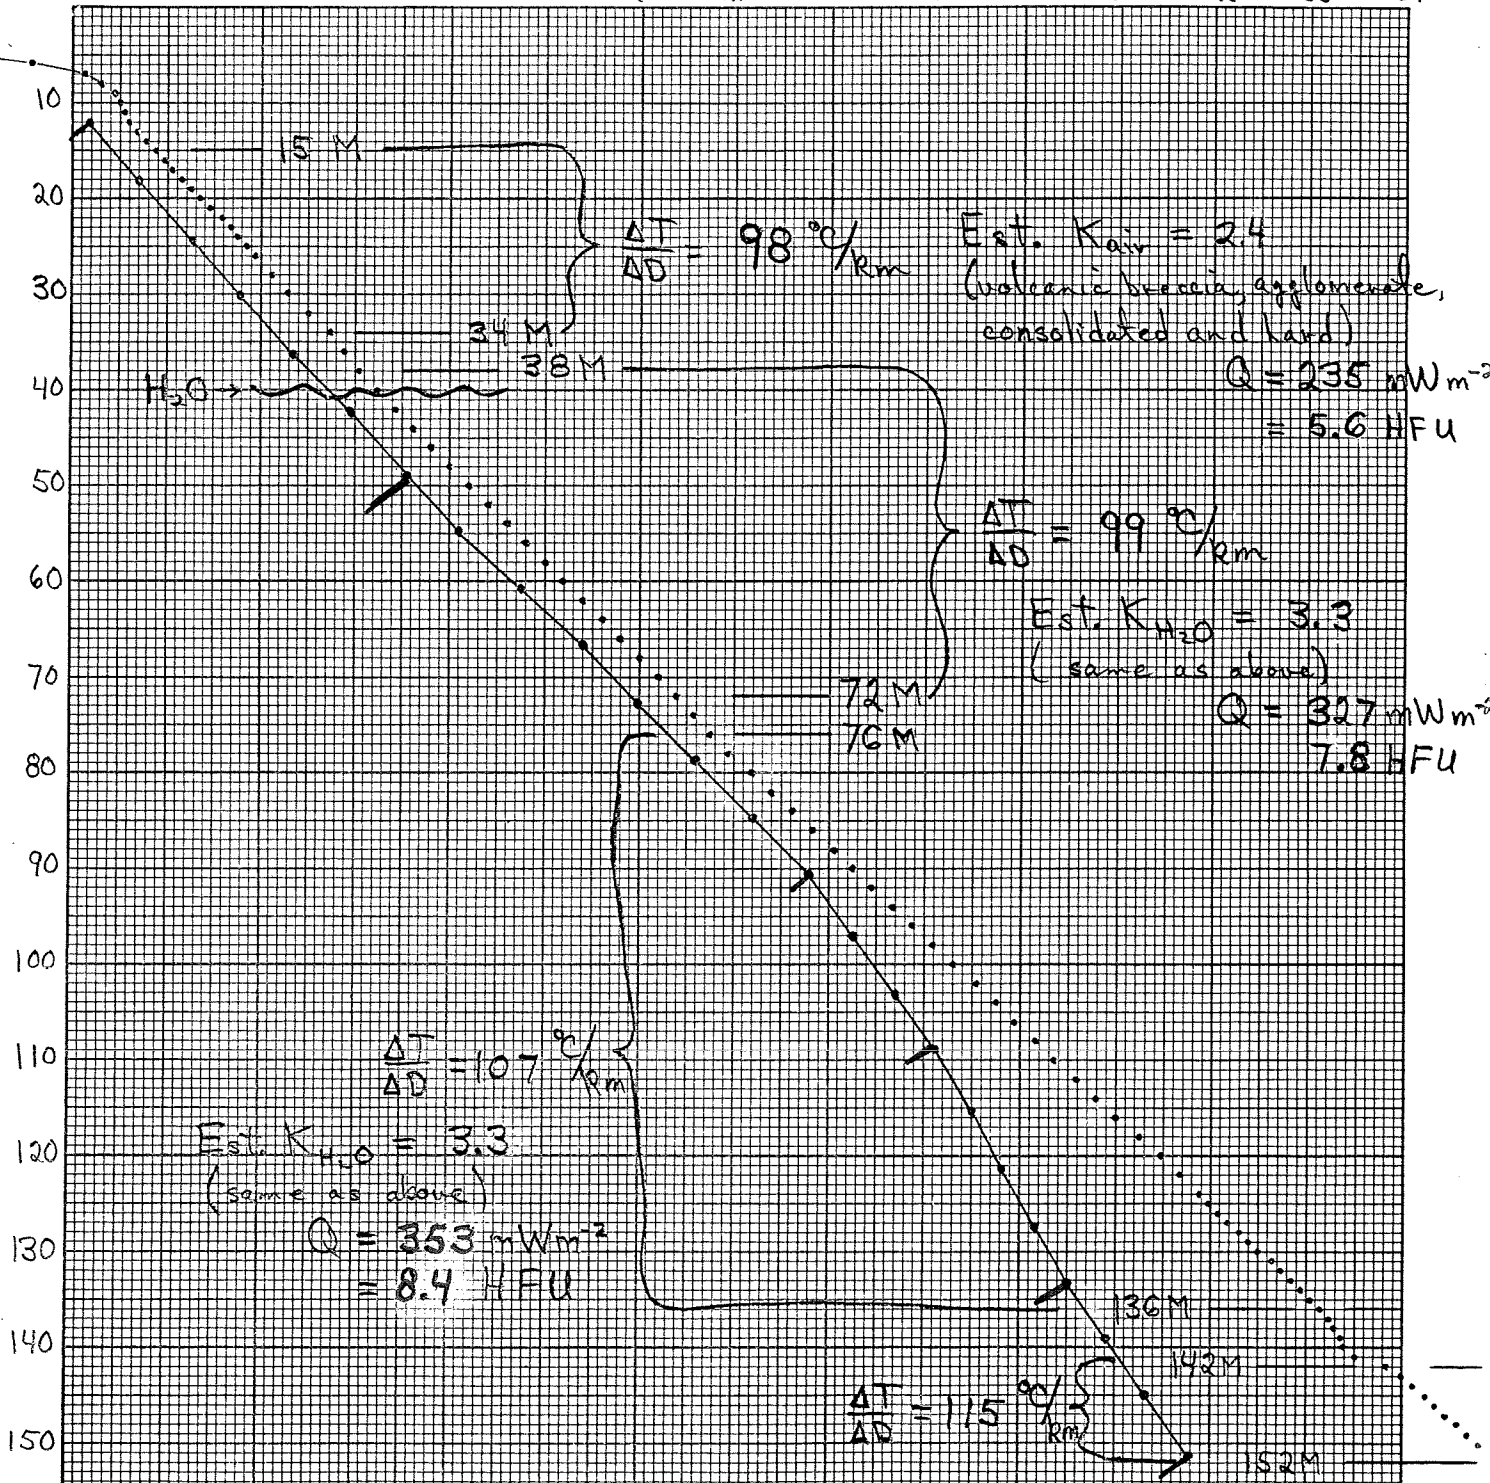 10
15 M
20
ΔT/ΔD = 98 °C/km
Est. Kair = 2.4
(volcanic breccia, agglomerate,
consolidated and hard)
Q = 235 mWm⁻²
= 5.6 HFU
30
34 M
38 M
H₂O →
40
50
ΔT/ΔD = 99 °C/km
Est. K_H₂O = 3.3
(same as above)
Q = 327 mWm⁻²
7.8 HFU
60
70
72 M
76 M
80
90
100
110
ΔT/ΔD = 107 °C/km
Est. K_H₂O = 3.3
(same as above)
Q = 353 mWm⁻²
= 8.4 HFU
120
130
136 M
140
142 M
ΔT/ΔD = 115 °C/km
150
152 M